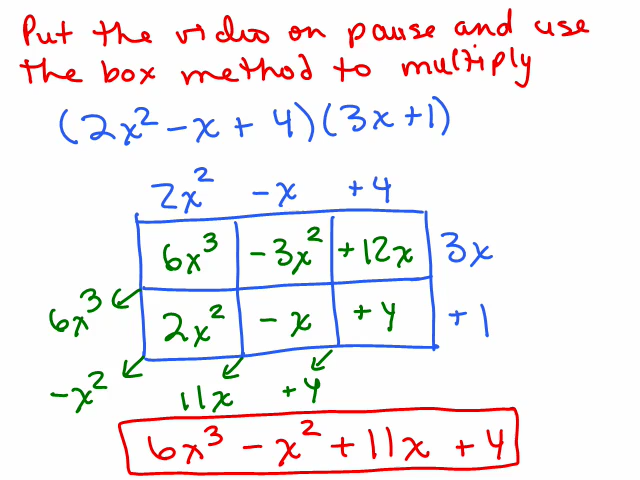 Put the video on pause and use
the box method to multiply
(2x² - x + 4)(3x + 1)
2x² - x + 4
6x³ - 3x² + 12x 3x
6x³ 2x² - x + 4 + 1
-x² 11x + 4
6x³ - x² + 11x + 4